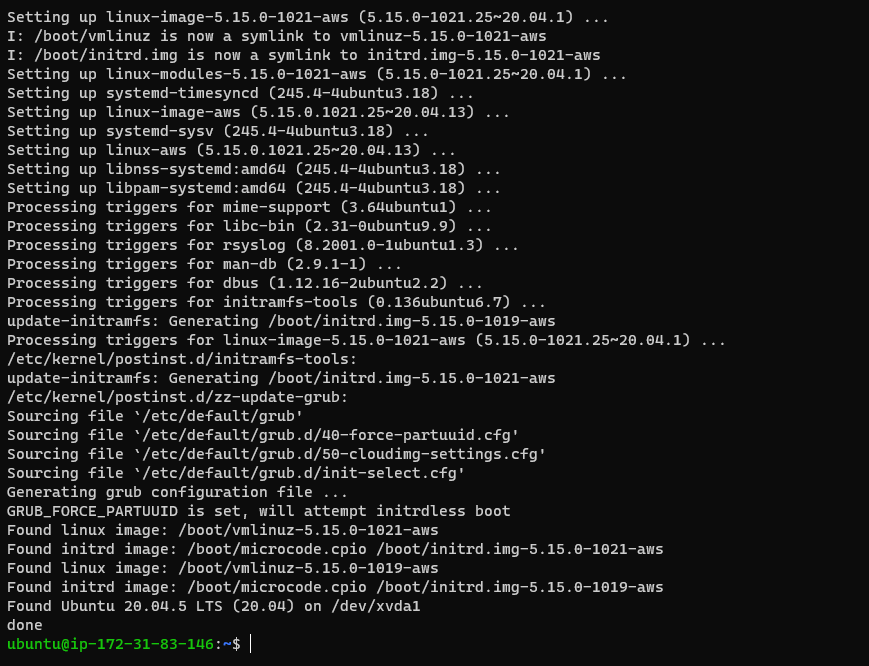 Setting up linux-image-5.15.0-1021-aws (5.15.0-1021.25~20.04.1) ...
I: /boot/vmlinuz is now a symlink to vmlinuz-5.15.0-1021-aws
I: /boot/initrd.img is now a symlink to initrd.img-5.15.0-1021-aws
Setting up linux-modules-5.15.0-1021-aws (5.15.0-1021.25~20.04.1) ...
Setting up systemd-timesyncd (245.4-4ubuntu3.18) ...
Setting up linux-image-aws (5.15.0.1021.25~20.04.13) ...
Setting up systemd-sysv (245.4-4ubuntu3.18) ...
Setting up linux-aws (5.15.0.1021.25~20.04.13) ...
Setting up libnss-systemd:amd64 (245.4-4ubuntu3.18) ...
Setting up libpam-systemd:amd64 (245.4-4ubuntu3.18) ...
Processing triggers for mime-support (3.64ubuntu1) ...
Processing triggers for libc-bin (2.31-0ubuntu9.9) ...
Processing triggers for rsyslog (8.2001.0-1ubuntu1.3) ...
Processing triggers for man-db (2.9.1-1) ...
Processing triggers for dbus (1.12.16-2ubuntu2.2) ...
Processing triggers for initramfs-tools (0.136ubuntu6.7) ...
update-initramfs: Generating /boot/initrd.img-5.15.0-1019-aws
Processing triggers for linux-image-5.15.0-1021-aws (5.15.0-1021.25~20.04.1) ...
/etc/kernel/postinst.d/initramfs-tools:
update-initramfs: Generating /boot/initrd.img-5.15.0-1021-aws
/etc/kernel/postinst.d/zz-update-grub:
Sourcing file `/etc/default/grub'
Sourcing file `/etc/default/grub.d/40-force-partuuid.cfg'
Sourcing file `/etc/default/grub.d/50-cloudimg-settings.cfg'
Sourcing file `/etc/default/grub.d/init-select.cfg'
Generating grub configuration file ...
GRUB_FORCE_PARTUUID is set, will attempt initrdless boot
Found linux image: /boot/vmlinuz-5.15.0-1021-aws
Found initrd image: /boot/microcode.cpio /boot/initrd.img-5.15.0-1021-aws
Found linux image: /boot/vmlinuz-5.15.0-1019-aws
Found initrd image: /boot/microcode.cpio /boot/initrd.img-5.15.0-1019-aws
Found Ubuntu 20.04.5 LTS (20.04) on /dev/xvda1
done
ubuntu@ip-172-31-83-146:~$